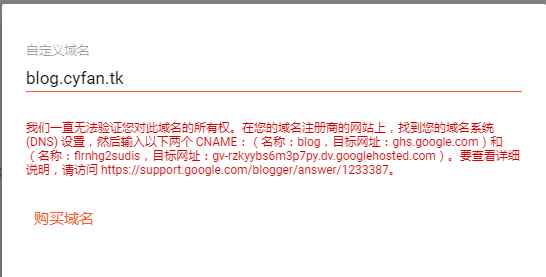 自定义域名
blog.cyfan.tk
我们一直无法验证您对此域名的所有权。在您的域名注册商的网站上，找到您的域名系统
(DNS) 设置，然后输入以下两个 CNAME：（名称：blog，目标网址：ghs.google.com）和
（名称：flrnhg2sudis，目标网址：gv-rzkyybs6m3p7py.dv.googlehosted.com）。要查看详细
说明，请访问 https://support.google.com/blogger/answer/1233387。
购买域名